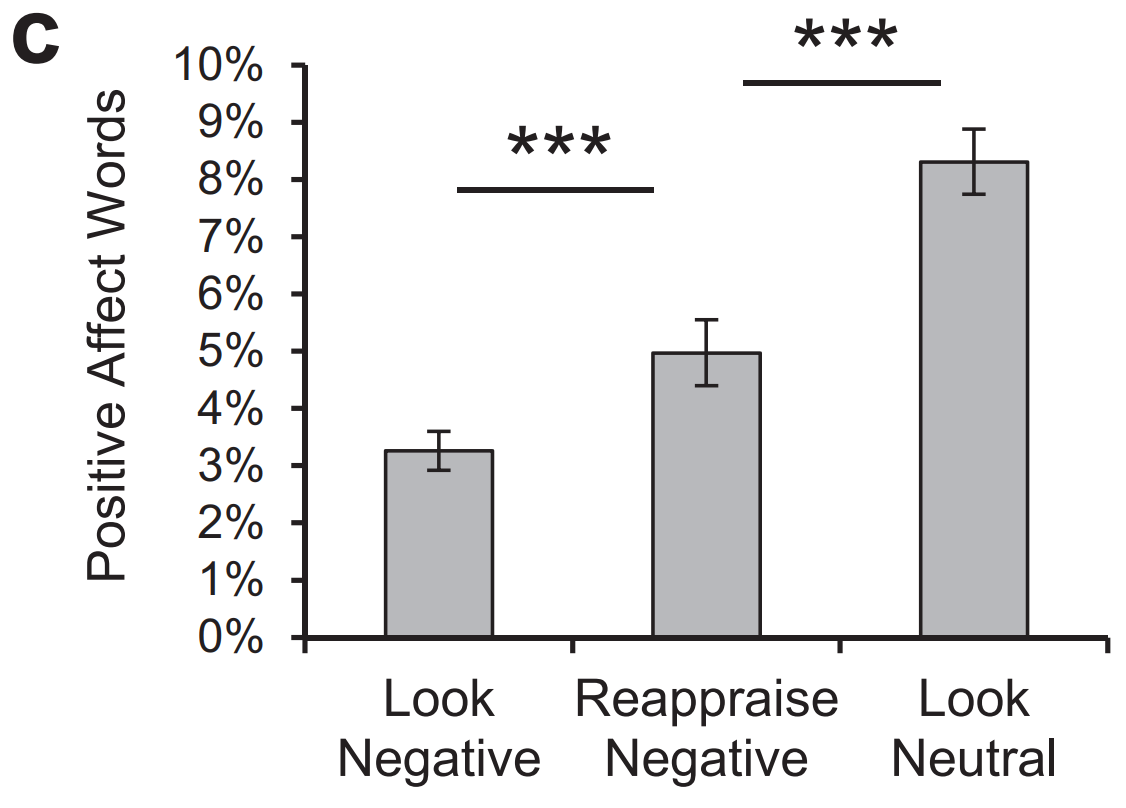 c
Positive Affect Words
10%
9%
8%
7%
6%
5%
4%
3%
2%
1%
0%
***
***
Look
Negative
Reappraise
Negative
Look
Neutral